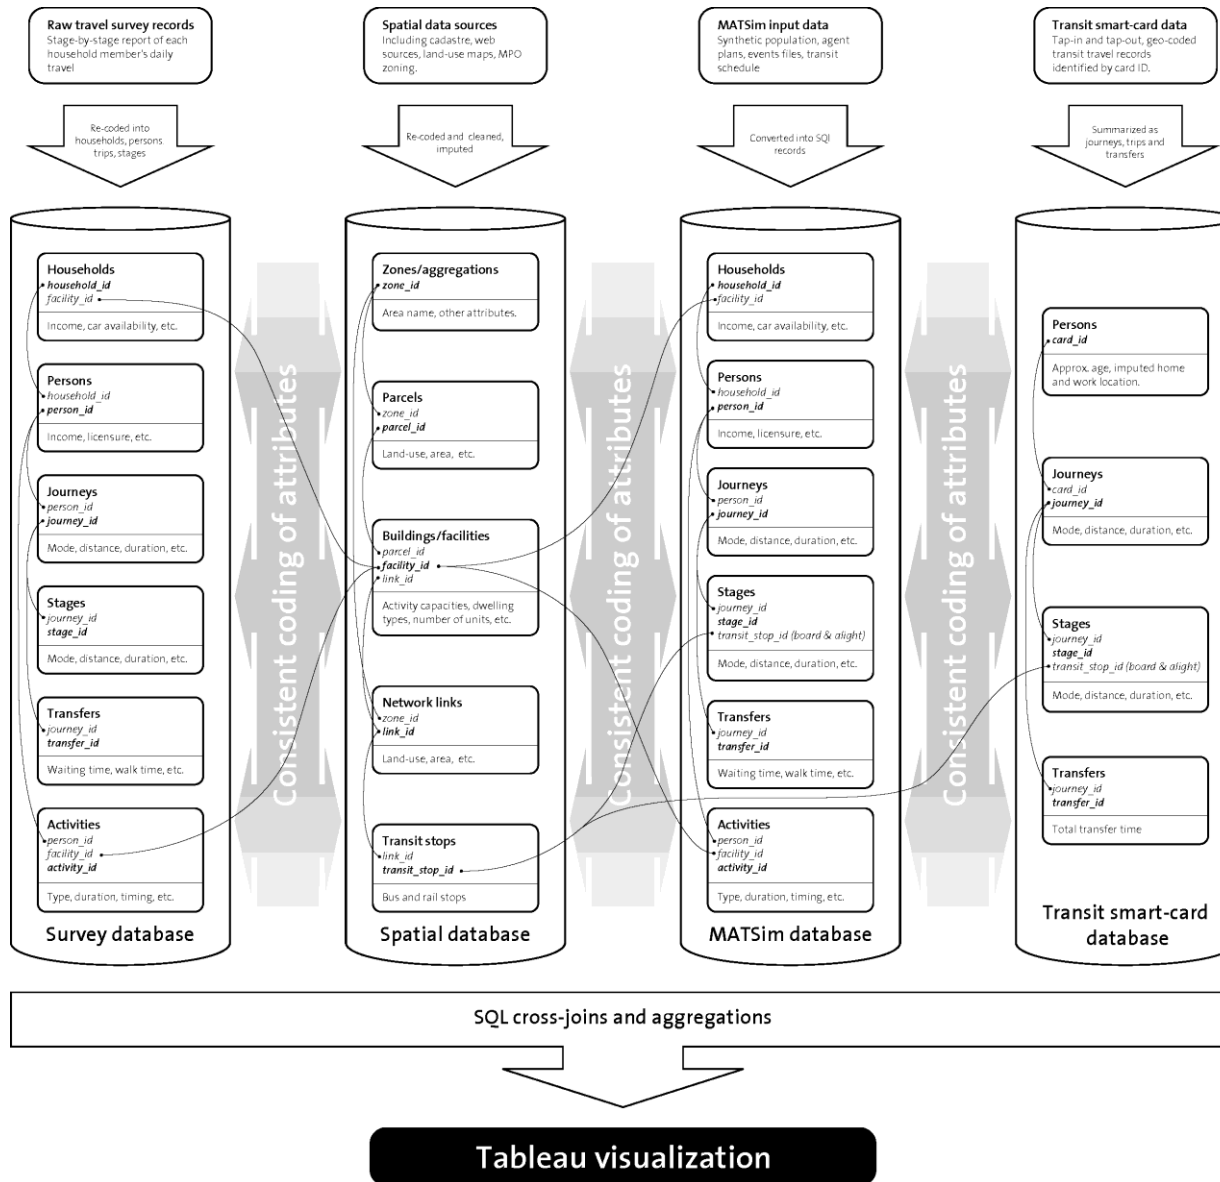 Raw travel survey records
Stage-by-stage report of each
household member's daily
travel
Spatial data sources
Including cadastre, web
sources, land-use maps, MPO
zoning.
MATSim input data
Synthetic population, agent
plans, events files, transit
schedule
Transit smart-card data
Tap-in and tap-out, geo-coded
transit travel records
identified by card ID.
Re-coded into
households, persons
trips, stages
Re-coded and cleaned,
imputed
Converted into SQl
records
Summarized as
journeys, trips and
transfers
Households
household_id
facility_id
Income, car availability, etc.
Persons
household_id
person_id
Income, licensure, etc.
Journeys
person_id
journey_id
Mode, distance, duration, etc.
Stages
journey_id
stage_id
Mode, distance, duration, etc.
Transfers
journey_id
transfer_id
Waiting time, walk time, etc.
Activities
person_id
facility_id
activity_id
Type, duration, timing, etc.
Survey database
Consistent coding of attributes
Zones/aggregations
zone_id
Area name, other attributes.
Parcels
zone_id
parcel_id
Land-use, area, etc.
Buildings/facilities
parcel_id
facility_id
link_id
Activity capacities, dwelling
types, number of units, etc.
Network links
zone_id
link_id
Land-use, area, etc.
Transit stops
link_id
transit_stop_id
Bus and rail stops
Spatial database
Consistent coding of attributes
Households
household_id
facility_id
Income, car availability, etc.
Persons
household_id
person_id
Income, licensure, etc.
Journeys
person_id
journey_id
Mode, distance, duration, etc.
Stages
journey_id
stage_id
transit_stop_id (board & alight)
Mode, distance, duration, etc.
Transfers
journey_id
transfer_id
Waiting time, walk time, etc.
Activities
person_id
facility_id
activity_id
Type, duration, timing, etc.
MATSim database
Consistent coding of attributes
Persons
card_id
Approx. age, imputed home
and work location.
Journeys
card_id
journey_id
Mode, distance, duration, etc.
Stages
journey_id
stage_id
transit_stop_id (board & alight)
Mode, distance, duration, etc.
Transfers
journey_id
transfer_id
Total transfer time
Transit smart-card
database
SQL cross-joins and aggregations
Tableau visualization